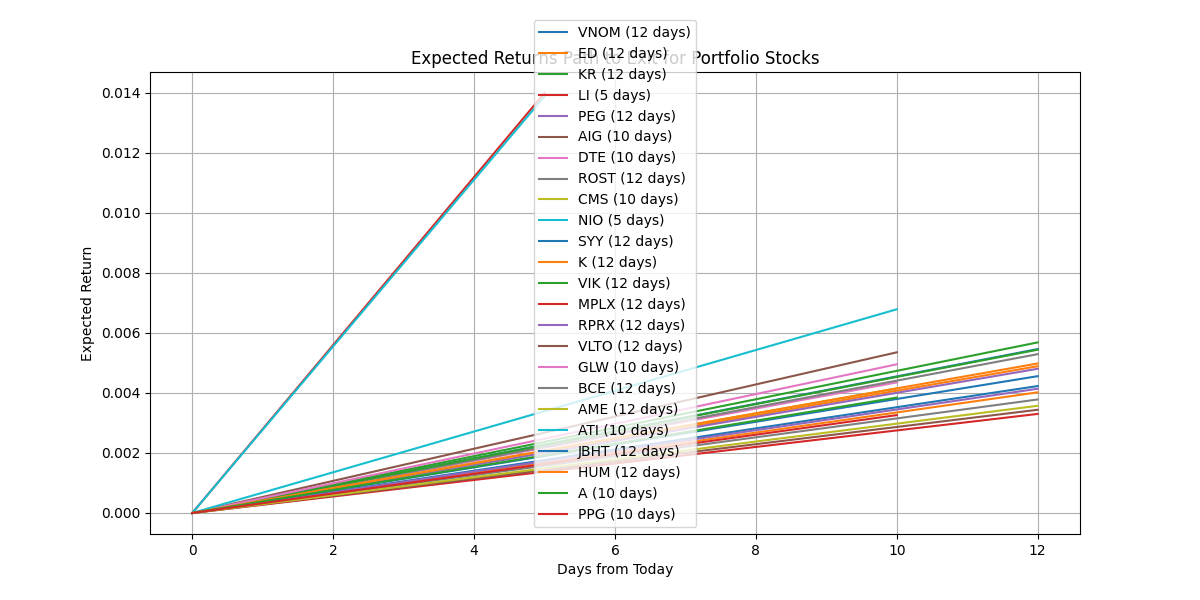 Expected Returns Path to Exit for Portfolio Stocks
VNOM (12 days)
ED (12 days)
KR (12 days)
LI (5 days)
PEG (12 days)
AIG (10 days)
DTE (10 days)
ROST (12 days)
CMS (10 days)
NIO (5 days)
SYY (12 days)
K (12 days)
VIK (12 days)
MPLX (12 days)
RPRX (12 days)
VLTO (12 days)
GLW (10 days)
BCE (12 days)
AME (12 days)
ATI (10 days)
JBHT (12 days)
HUM (12 days)
A (10 days)
PPG (10 days)
Expected Return
0.014
0.012
0.010
0.008
0.006
0.004
0.002
0.000
0 2 4 6 8 10 12
Days from Today